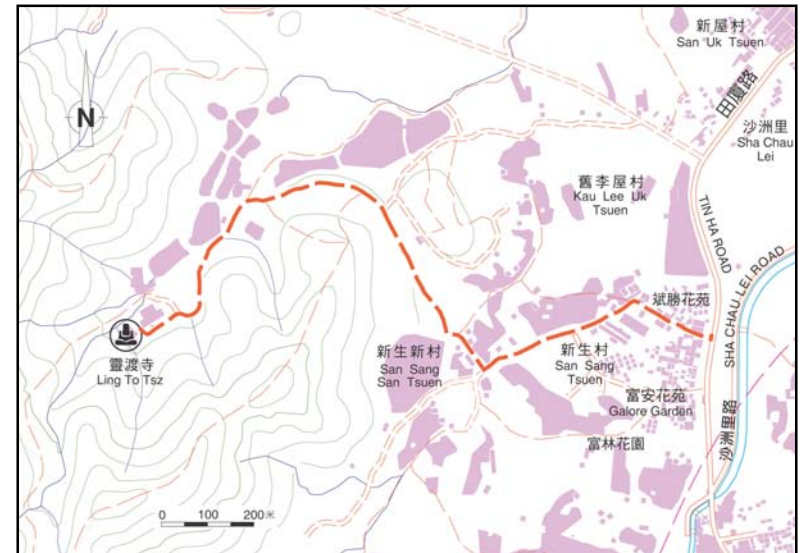 新屋村
San Uk Tsuen
田廈路
N
沙洲里
Sha Chau
Lei
舊李屋村
Kau Lee Uk
Tsuen
TIN HA ROAD
SHA CHAU LEI ROAD
斌勝花苑
新生新村
San Sang
San Tsuen
新生村
San Sang
Tsuen
靈渡寺
Ling To Tsz
富安花苑
Galore Garden
富林花園
沙洲里路
0 100 200米